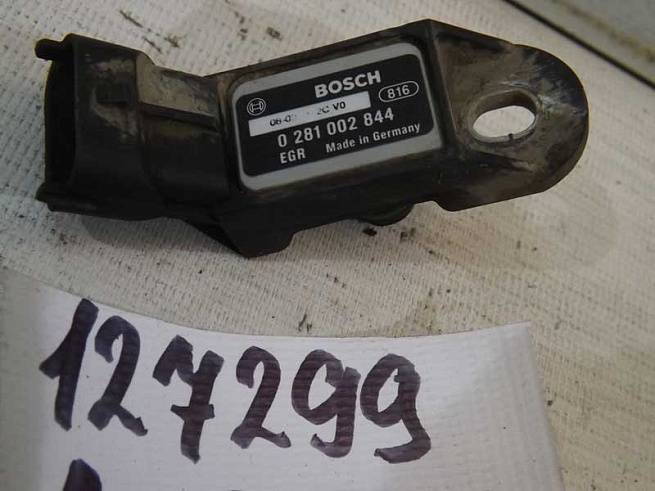 BOSCH
816
0 281 002 844
EGR Made in Germany
127299